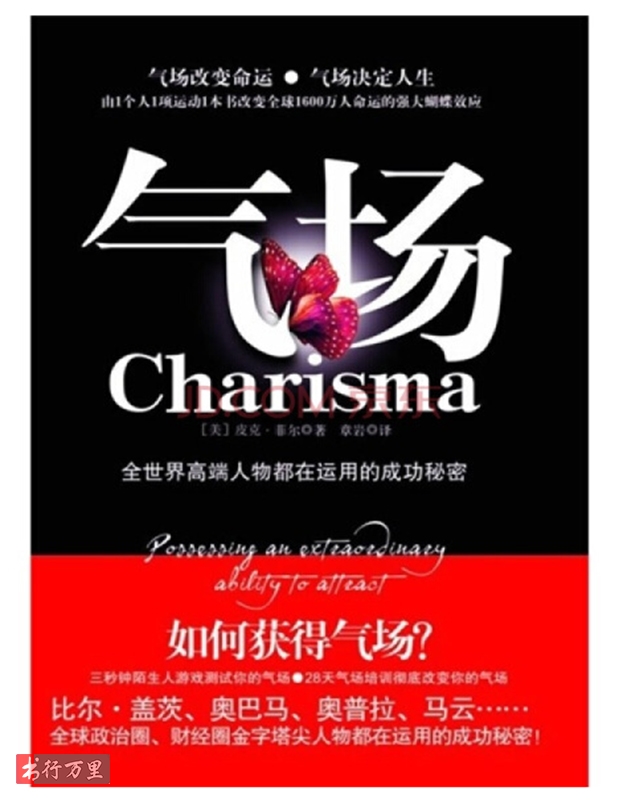 气场改变命运 ● 气场决定人生
由1个人1项运动1本书改变全球1600万人命运的强大蝴蝶效应
气场
Charisma
JD.COM 京东
[美] 皮克·菲尔◎著 章岩◎译
全世界高端人物都在运用的成功秘密
Possessing an extraordinary
ability to attract
如何获得气场?
三秒钟陌生人游戏测试你的气场●28天气场培训彻底改变你的气场
比尔·盖茨、奥巴马、奥普拉、马云……
全球政治圈、财经圈金字塔尖人物都在运用的成功秘密!
书行万里